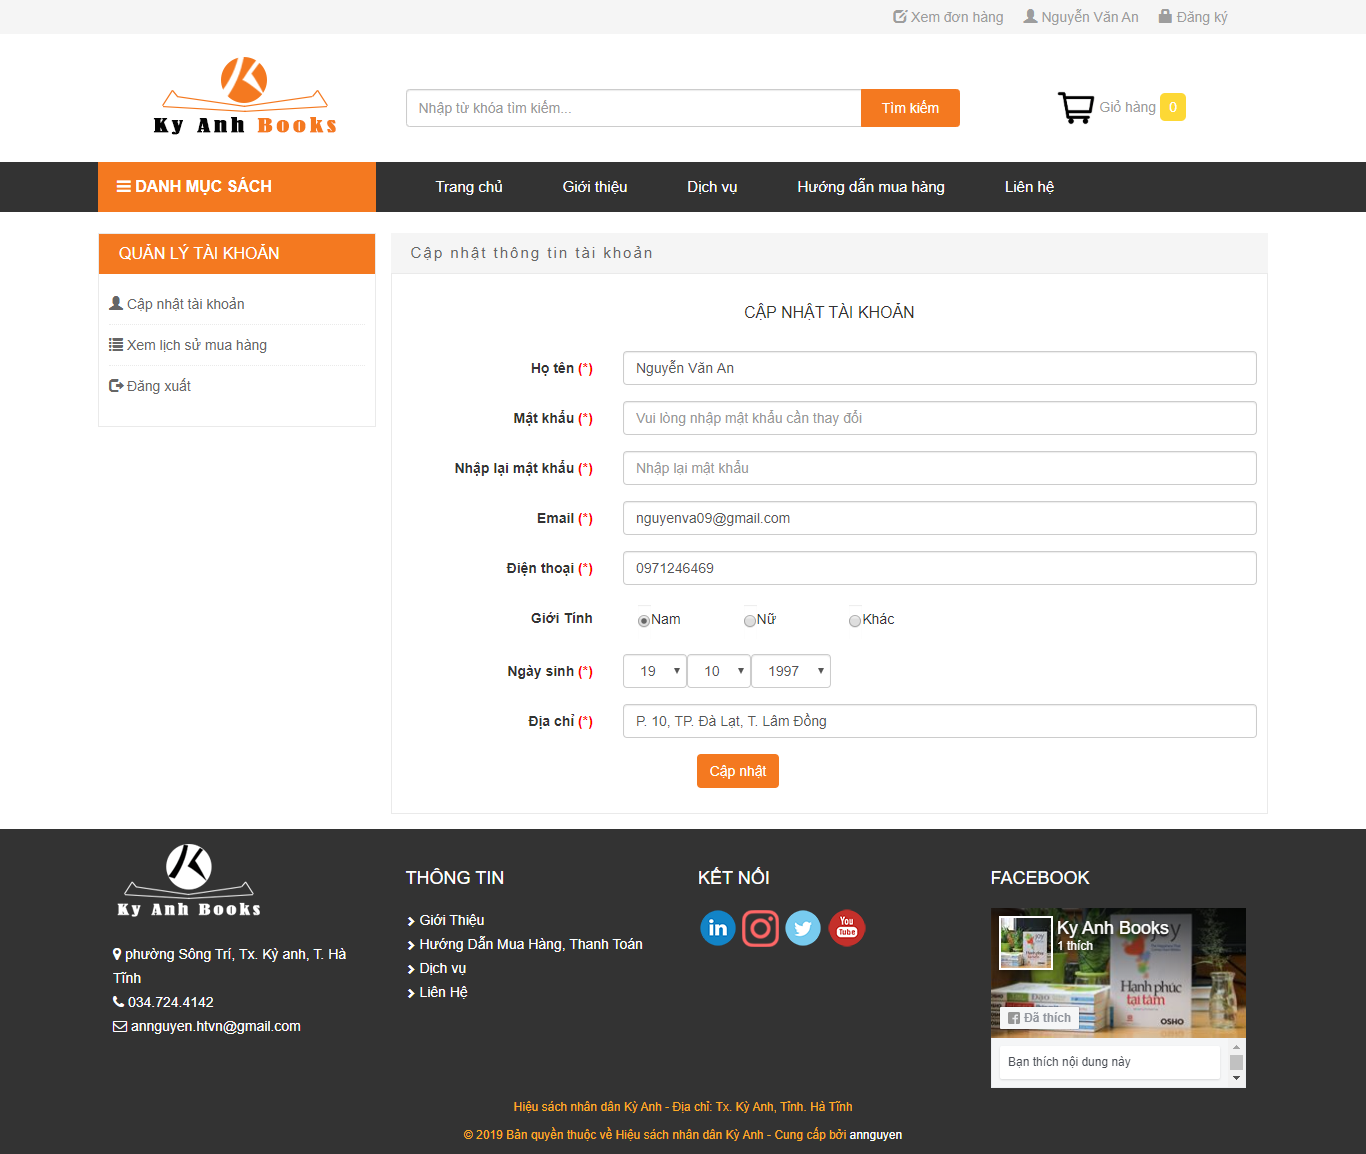 Xem đơn hàng Nguyễn Văn An Đăng ký
Ky Anh Books
Nhập từ khóa tìm kiếm... Tìm kiếm
Giỏ hàng 0
DANH MỤC SÁCH Trang chủ Giới thiệu Dịch vụ Hướng dẫn mua hàng Liên hệ
QUẢN LÝ TÀI KHOẢN
Cập nhật tài khoản
Xem lịch sử mua hàng
Đăng xuất
Cập nhật thông tin tài khoản
CẬP NHẬT TÀI KHOẢN
Họ tên (*) Nguyễn Văn An
Mật khẩu (*) Vui lòng nhập mật khẩu cần thay đổi
Nhập lại mật khẩu (*) Nhập lại mật khẩu
Email (*) nguyenva09@gmail.com
Điện thoại (*) 0971246469
Giới Tính Nam Nữ Khác
Ngày sinh (*) 19 10 1997
Địa chỉ (*) P. 10, TP. Đà Lạt, T. Lâm Đồng
Cập nhật
Ky Anh Books
phường Sông Trí, Tx. Kỳ anh, T. Hà
Tĩnh
034.724.4142
annguyen.htvn@gmail.com
THÔNG TIN
Giới Thiệu
Hướng Dẫn Mua Hàng, Thanh Toán
Dịch vụ
Liên Hệ
KẾT NỐI
in
You
Tube
FACEBOOK
Ky Anh Books
1 thích
joy
Hạnh phúc
tại tâm
OSHO
Đã thích
Bạn thích nội dung này
Hiệu sách nhân dân Kỳ Anh - Địa chỉ: Tx. Kỳ Anh, Tỉnh. Hà Tĩnh
© 2019 Bản quyền thuộc về Hiệu sách nhân dân Kỳ Anh - Cung cấp bởi annguyen